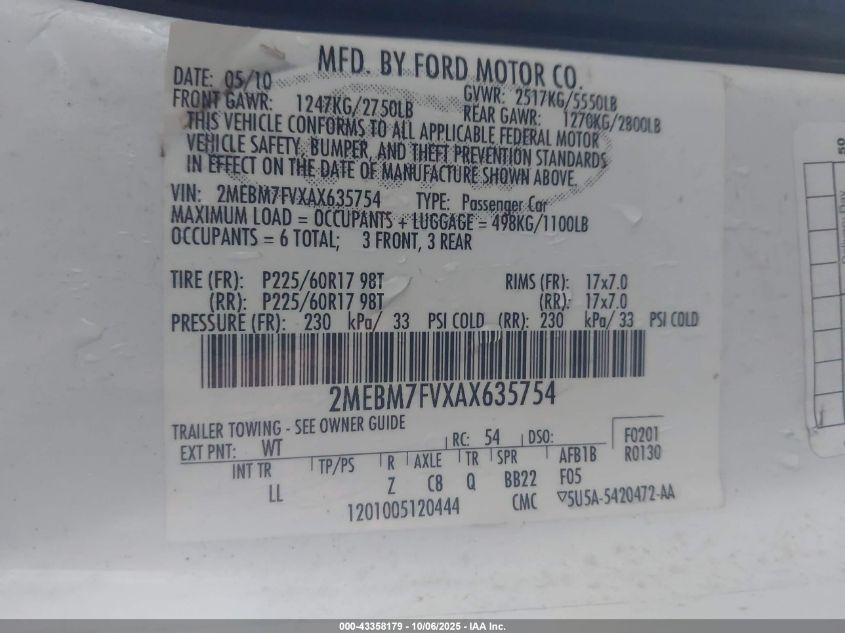 MFD. BY FORD MOTOR CO.
DATE: 05/10 GVWR: 2517KG/5550LB
FRONT GAWR: 1247KG/2750LB REAR GAWR: 1270KG/2800LB
THIS VEHICLE CONFORMS TO ALL APPLICABLE FEDERAL MOTOR
VEHICLE SAFETY, BUMPER, AND THEFT PREVENTION STANDARDS
IN EFFECT ON THE DATE OF MANUFACTURE SHOWN ABOVE.
VIN: 2MEBM7FVXAX635754 TYPE: Passenger Car
MAXIMUM LOAD = OCCUPANTS + LUGGAGE = 498KG/1100LB
OCCUPANTS = 6 TOTAL; 3 FRONT, 3 REAR
TIRE (FR): P225/60R17 98T RIMS (FR): 17x7.0
(RR): P225/60R17 98T (RR): 17x7.0
PRESSURE (FR): 230 kPa/ 33 PSI COLD (RR): 230 kPa/ 33 PSI COLD
2MEBM7FVXAX635754
TRAILER TOWING - SEE OWNER GUIDE
EXT PNT: WT RC: 54 DSO: F0201
R0130
INT TR TP/PS R AXLE TR SPR AFB1B
LL Z C8 Q BB22 F05
1201005120444 CMC ▽5U5A-5420472-AA
50
Delivery Day
000-43358179 - 10/06/2025 - IAAI.com